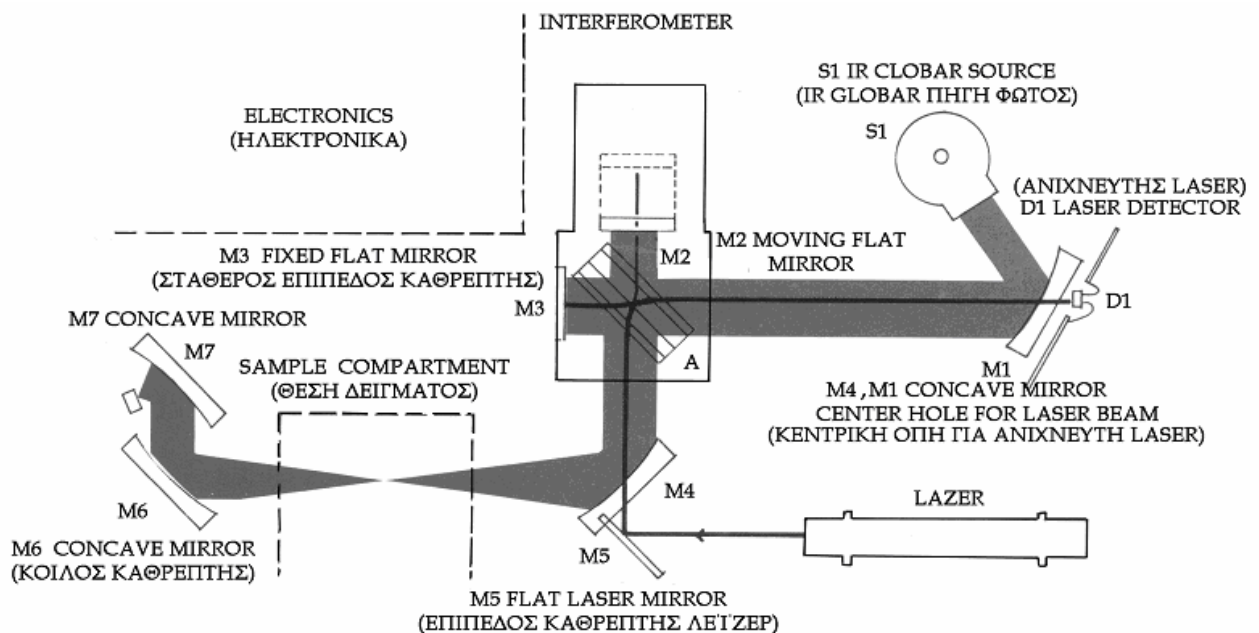 INTERFEROMETER
S1 IR CLOBAR SOURCE
(IR GLOBAR ΠΗΓΗ ΦΩΤΟΣ)
S1
ELECTRONICS
(ΗΛΕΚΤΡΟΝΙΚΑ)
(ΑΝΙΧΝΕΥΤΗΣ LASER)
D1 LASER DETECTOR
M3 FIXED FLAT MIRROR
(ΣΤΑΘΕΡΟΣ ΕΠΙΠΕΔΟΣ ΚΑΘΡΕΠΤΗΣ)
M2
M2 MOVING FLAT
MIRROR
M3
D1
M7 CONCAVE MIRROR
M7
SAMPLE COMPARTMENT
(ΘΕΣΗ ΔΕΙΓΜΑΤΟΣ)
A
M1
M4 ,M1 CONCAVE MIRROR
CENTER HOLE FOR LASER BEAM
(ΚΕΝΤΡΙΚΗ ΟΠΗ ΓΙΑ ΑΝΙΧΝΕΥΤΗ LASER)
M4
LAZER
M6
M5
M6 CONCAVE MIRROR
(ΚΟΙΛΟΣ ΚΑΘΡΕΠΤΗΣ)
M5 FLAT LASER MIRROR
(ΕΠΙΠΕΔΟΣ ΚΑΘΡΕΠΤΗΣ ΛΕΪΖΕΡ)